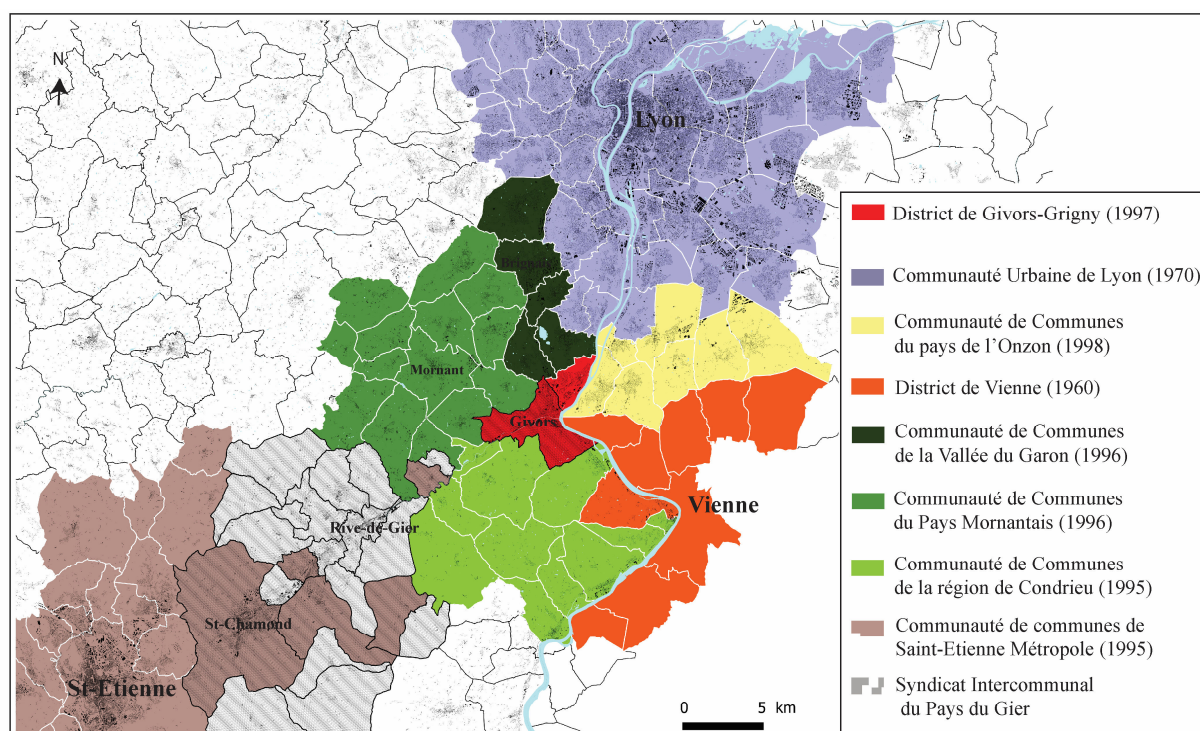 N
Lyon
Brignais
Mornant
Givors
Rive-de-Gier
Vienne
St-Chamond
St-Etienne
0 5 km
District de Givors-Grigny (1997)
Communauté Urbaine de Lyon (1970)
Communauté de Communes
du pays de l'Onzon (1998)
District de Vienne (1960)
Communauté de Communes
de la Vallée du Garon (1996)
Communauté de Communes
du Pays Mornantais (1996)
Communauté de Communes
de la région de Condrieu (1995)
Communauté de communes de
Saint-Etienne Métropole (1995)
Syndicat Intercommunal
du Pays du Gier